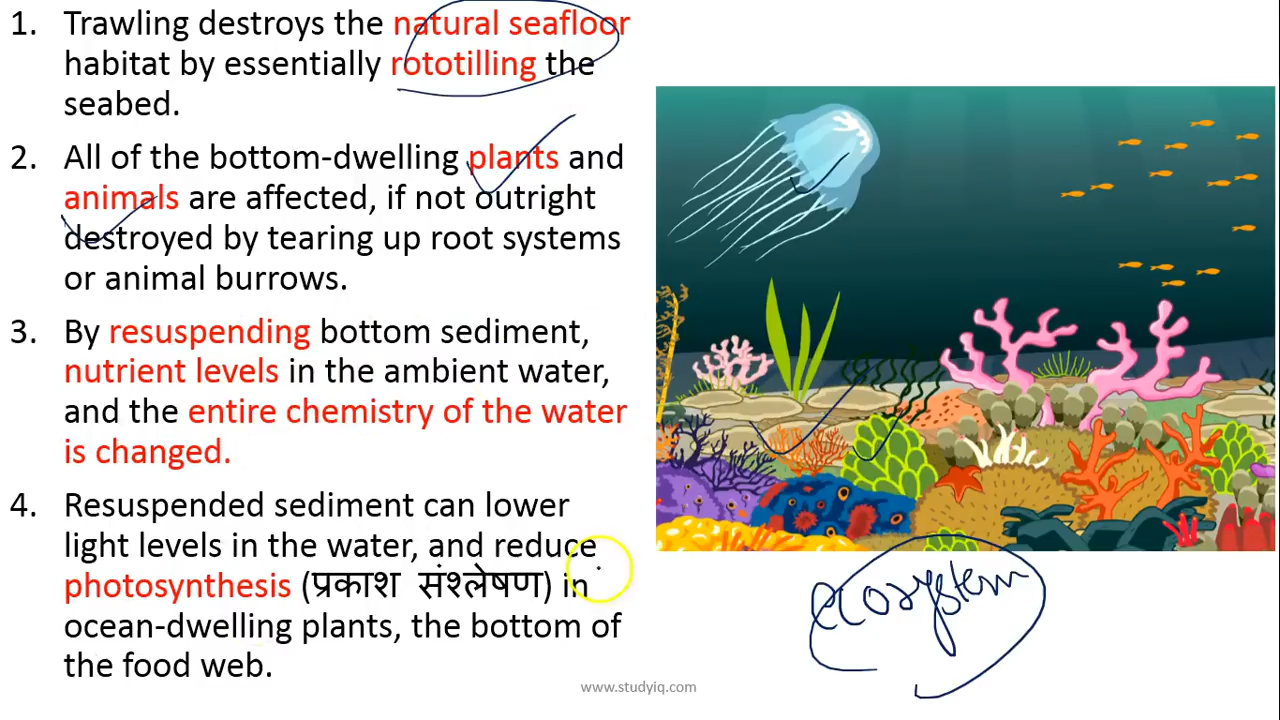 1. Trawling destroys the natural seafloor
habitat by essentially rototilling the
seabed.
2. All of the bottom-dwelling plants and
animals are affected, if not outright
destroyed by tearing up root systems
or animal burrows.
3. By resuspending bottom sediment,
nutrient levels in the ambient water,
and the entire chemistry of the water
is changed.
4. Resuspended sediment can lower
light levels in the water, and reduce
photosynthesis (प्रकाश संश्लेषण) in
ocean-dwelling plants, the bottom of
the food web.
ecosystem
www.studyiq.com